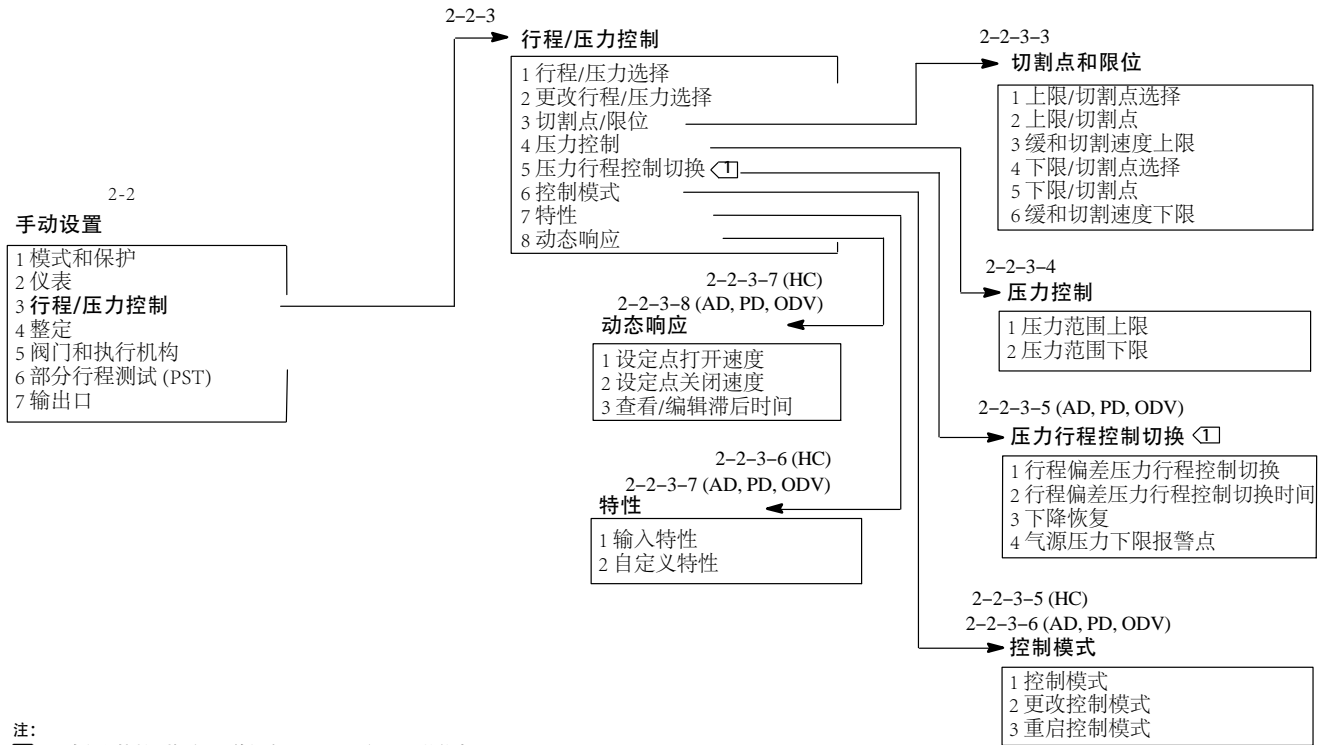 2-2
手动设置
1 模式和保护
2 仪表
3 行程/压力控制
4 整定
5 阀门和执行机构
6 部分行程测试 (PST)
7 输出口
2-2-3
行程/压力控制
1 行程/压力选择
2 更改行程/压力选择
3 切割点/限位
4 压力控制
5 压力行程控制切换 1
6 控制模式
7 特性
8 动态响应
2-2-3-7 (HC)
2-2-3-8 (AD, PD, ODV)
动态响应
1 设定点打开速度
2 设定点关闭速度
3 查看/编辑滞后时间
2-2-3-6 (HC)
2-2-3-7 (AD, PD, ODV)
特性
1 输入特性
2 自定义特性
2-2-3-3
切割点和限位
1 上限/切割点选择
2 上限/切割点
3 缓和切割速度上限
4 下限/切割点选择
5 下限/切割点
6 缓和切割速度下限
2-2-3-4
压力控制
1 压力范围上限
2 压力范围下限
2-2-3-5 (AD, PD, ODV)
压力行程控制切换 1
1 行程偏差压力行程控制切换
2 行程偏差压力行程控制切换时间
3 下降恢复
4 气源压力下限报警点
2-2-3-5 (HC)
2-2-3-6 (AD, PD, ODV)
控制模式
1 控制模式
2 更改控制模式
3 重启控制模式
注：